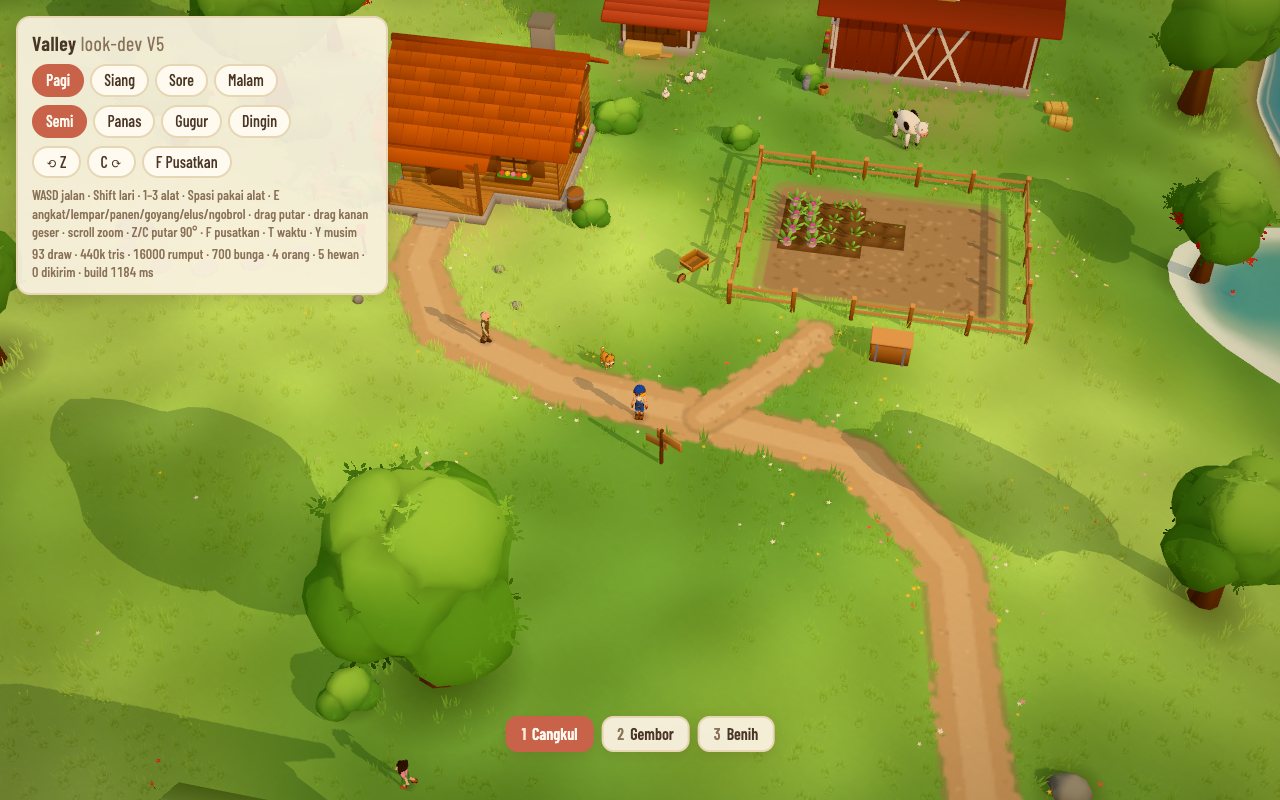 Valley look-dev V5
Pagi Siang Sore Malam
Semi Panas Gugur Dingin
⟲ Z C ⟳ F Pusatkan
WASD jalan · Shift lari · 1–3 alat · Spasi pakai alat · E
angkat/lempar/panen/goyang/elus/ngobrol · drag putar · drag kanan
geser · scroll zoom · Z/C putar 90° · F pusatkan · T waktu · Y musim
93 draw · 440k tris · 16000 rumput · 700 bunga · 4 orang · 5 hewan ·
0 dikirim · build 1184 ms
1 Cangkul 2 Gembor 3 Benih